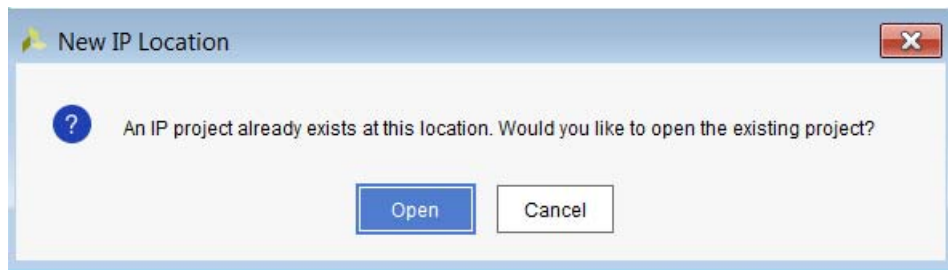 New IP Location
An IP project already exists at this location. Would you like to open the existing project?
Open
Cancel